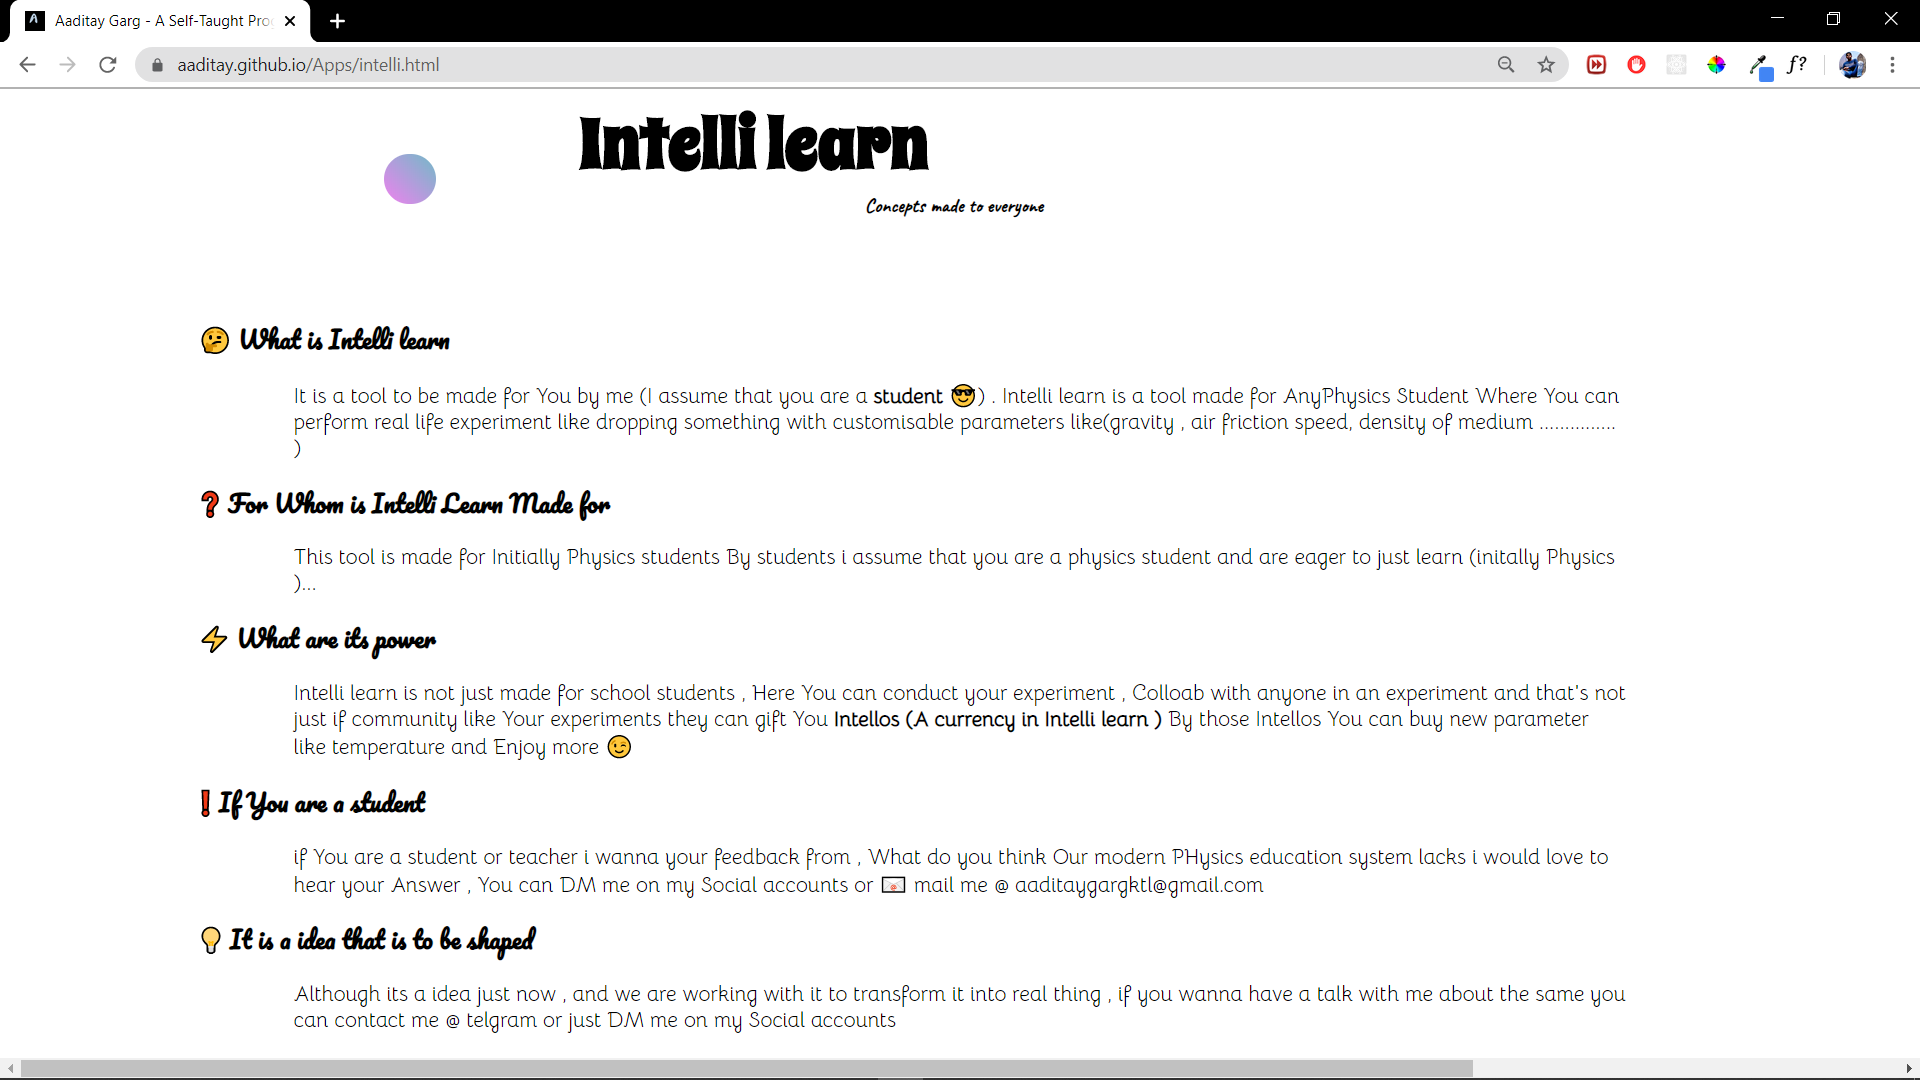 Aaditay Garg - A Self-Taught Pro
aaditay.github.io/Apps/intelli.html
f?
Intelli learn
Concepts made to everyone
🤔 What is Intelli learn
It is a tool to be made for You by me (I assume that you are a student 😎) . Intelli learn is a tool made for AnyPhysics Student Where You can
perform real life experiment like dropping something with customisable parameters like(gravity , air friction speed, density of medium ...............
)
❓ For Whom is Intelli Learn Made for
This tool is made for Initially Physics students By students i assume that you are a physics student and are eager to just learn (initally Physics
)...
⚡ What are its power
Intelli learn is not just made for school students , Here You can conduct your experiment , Colloab with anyone in an experiment and that's not
just if community like Your experiments they can gift You Intellos (A currency in Intelli learn ) By those Intellos You can buy new parameter
like temperature and Enjoy more 😉
❗ If You are a student
if You are a student or teacher i wanna your feedback from , What do you think Our modern PHysics education system lacks i would love to
hear your Answer , You can DM me on my Social accounts or 💌 mail me @ aaditaygargktl@gmail.com
💡 It is a idea that is to be shaped
Although its a idea just now , and we are working with it to transform it into real thing , if you wanna have a talk with me about the same you
can contact me @ telgram or just DM me on my Social accounts